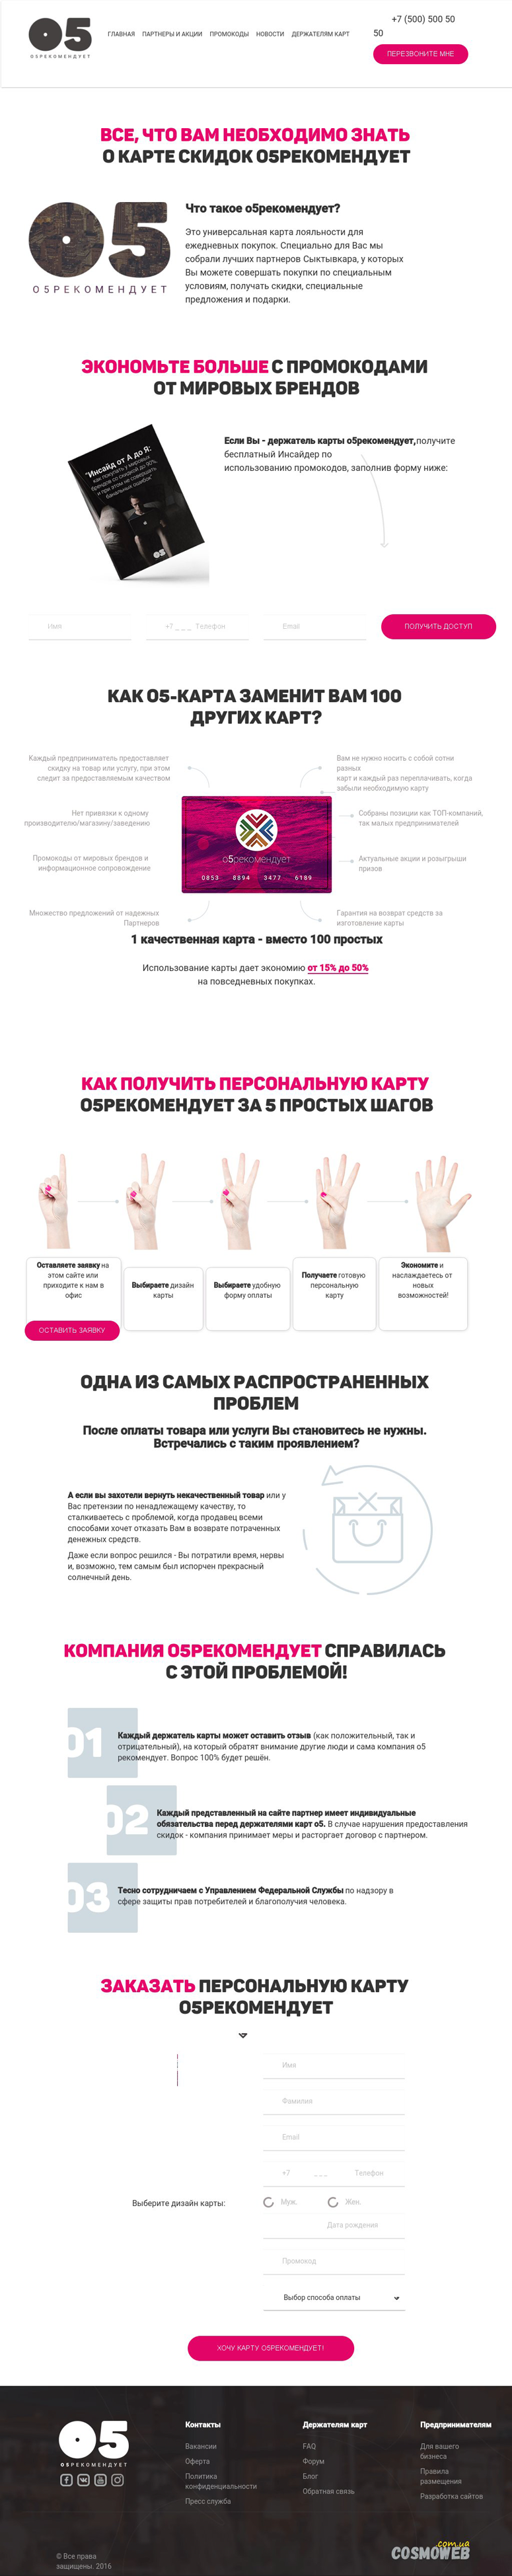 О5
О5РЕКОМЕНДУЕТ
ГЛАВНАЯ ПАРТНЕРЫ И АКЦИИ ПРОМОКОДЫ НОВОСТИ ДЕРЖАТЕЛЯМ КАРТ
+7 (500) 500 50
50
ПЕРЕЗВОНИТЕ МНЕ
ВСЕ, ЧТО ВАМ НЕОБХОДИМО ЗНАТЬ
О КАРТЕ СКИДОК О5РЕКОМЕНДУЕТ
О5
О5РЕКОМЕНДУЕТ
Что такое о5рекомендует?
Это универсальная карта лояльности для
ежедневных покупок. Специально для Вас мы
собрали лучших партнеров Сыктывкара, у которых
Вы можете совершать покупки по специальным
условиям, получать скидки, специальные
предложения и подарки.
ЭКОНОМЬТЕ БОЛЬШЕ С ПРОМОКОДАМИ
ОТ МИРОВЫХ БРЕНДОВ
"Инсайд от А до Я:
как покупать у мировых
брендов со скидкой до 90%,
и при этом не совершать
банальных ошибок"
о5
Если Вы - держатель карты о5рекомендует,получите
бесплатный Инсайдер по
использованию промокодов, заполнив форму ниже:
Имя
+7 _ _ _ Телефон
Email
ПОЛУЧИТЬ ДОСТУП
КАК О5-КАРТА ЗАМЕНИТ ВАМ 100
ДРУГИХ КАРТ?
Каждый предприниматель предоставляет
скидку на товар или услугу, при этом
следит за предоставляемым качеством
Нет привязки к одному
производителю/магазину/заведению
Промокоды от мировых брендов и
информационное сопровождение
Множество предложений от надежных
Партнеров
о5рекомендует
0853 8894 3477 6189
Вам не нужно носить с собой сотни
разных
карт и каждый раз переплачивать, когда
забыли необходимую карту
Собраны позиции как ТОП-компаний,
так малых предпринимателей
Актуальные акции и розыгрыши
призов
Гарантия на возврат средств за
изготовление карты
1 качественная карта - вместо 100 простых
Использование карты дает экономию от 15% до 50%
на повседневных покупках.
КАК ПОЛУЧИТЬ ПЕРСОНАЛЬНУЮ КАРТУ
О5РЕКОМЕНДУЕТ ЗА 5 ПРОСТЫХ ШАГОВ
Оставляете заявку на
этом сайте или
приходите к нам в
офис
ОСТАВИТЬ ЗАЯВКУ
Выбираете дизайн
карты
Выбираете удобную
форму оплаты
Получаете готовую
персональную
карту
Экономите и
наслаждаетесь от
новых
возможностей!
ОДНА ИЗ САМЫХ РАСПРОСТРАНЕННЫХ
ПРОБЛЕМ
После оплаты товара или услуги Вы становитесь не нужны.
Встречались с таким проявлением?
А если вы захотели вернуть некачественный товар или у
Вас претензии по ненадлежащему качеству, то
сталкиваетесь с проблемой, когда продавец всеми
способами хочет отказать Вам в возврате потраченных
денежных средств.
Даже если вопрос решился - Вы потратили время, нервы
и, возможно, тем самым был испорчен прекрасный
солнечный день.
КОМПАНИЯ О5РЕКОМЕНДУЕТ СПРАВИЛАСЬ
С ЭТОЙ ПРОБЛЕМОЙ!
01
Каждый держатель карты может оставить отзыв (как положительный, так и
отрицательный), на который обратят внимание другие люди и сама компания о5
рекомендует. Вопрос 100% будет решён.
02
Каждый представленный на сайте партнер имеет индивидуальные
обязательства перед держателями карт о5. В случае нарушения предоставления
скидок - компания принимает меры и расторгает договор с партнером.
03
Тесно сотрудничаем с Управлением Федеральной Службы по надзору в
сфере защиты прав потребителей и благополучия человека.
ЗАКАЗАТЬ ПЕРСОНАЛЬНУЮ КАРТУ
О5РЕКОМЕНДУЕТ
Имя
Фамилия
Email
+7 _ _ _ Телефон
Выберите дизайн карты:
Муж. Жен.
Дата рождения
Промокод
Выбор способа оплаты
ХОЧУ КАРТУ О5РЕКОМЕНДУЕТ!
О5
О5РЕКОМЕНДУЕТ
Контакты
Вакансии
Оферта
Политика
конфиденциальности
Пресс служба
Держателям карт
FAQ
Форум
Блог
Обратная связь
Предпринимателям
Для вашего
бизнеса
Правила
размещения
Разработка сайтов
© Все права
защищены. 2016
.com.ua
COSMOWEB